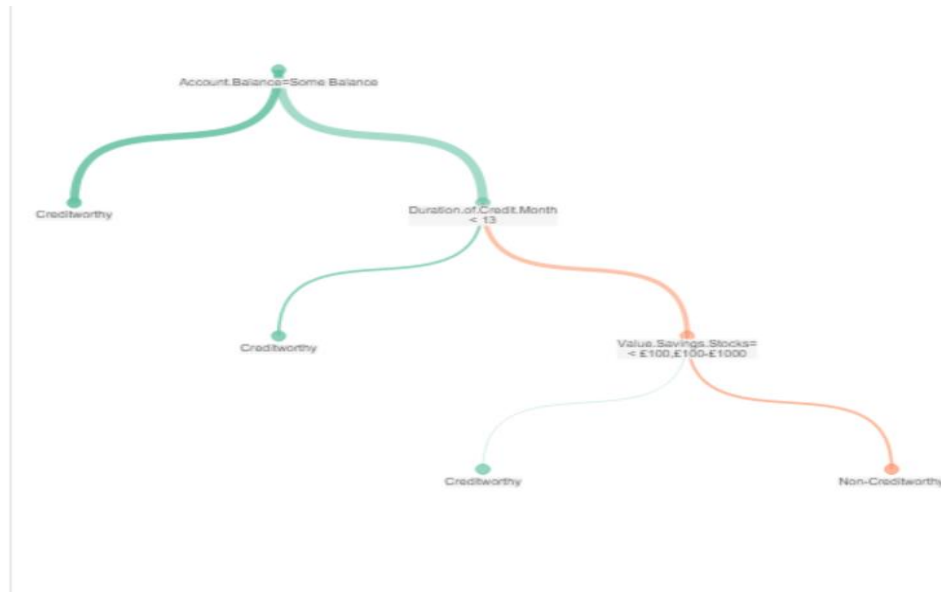 Account.Balance=Some Balance
Creditworthy
Duration.of.Credit.Month
< 13
Creditworthy
Value.Savings.Stocks=
< £100,£100-£1000
Creditworthy
Non-Creditworthy